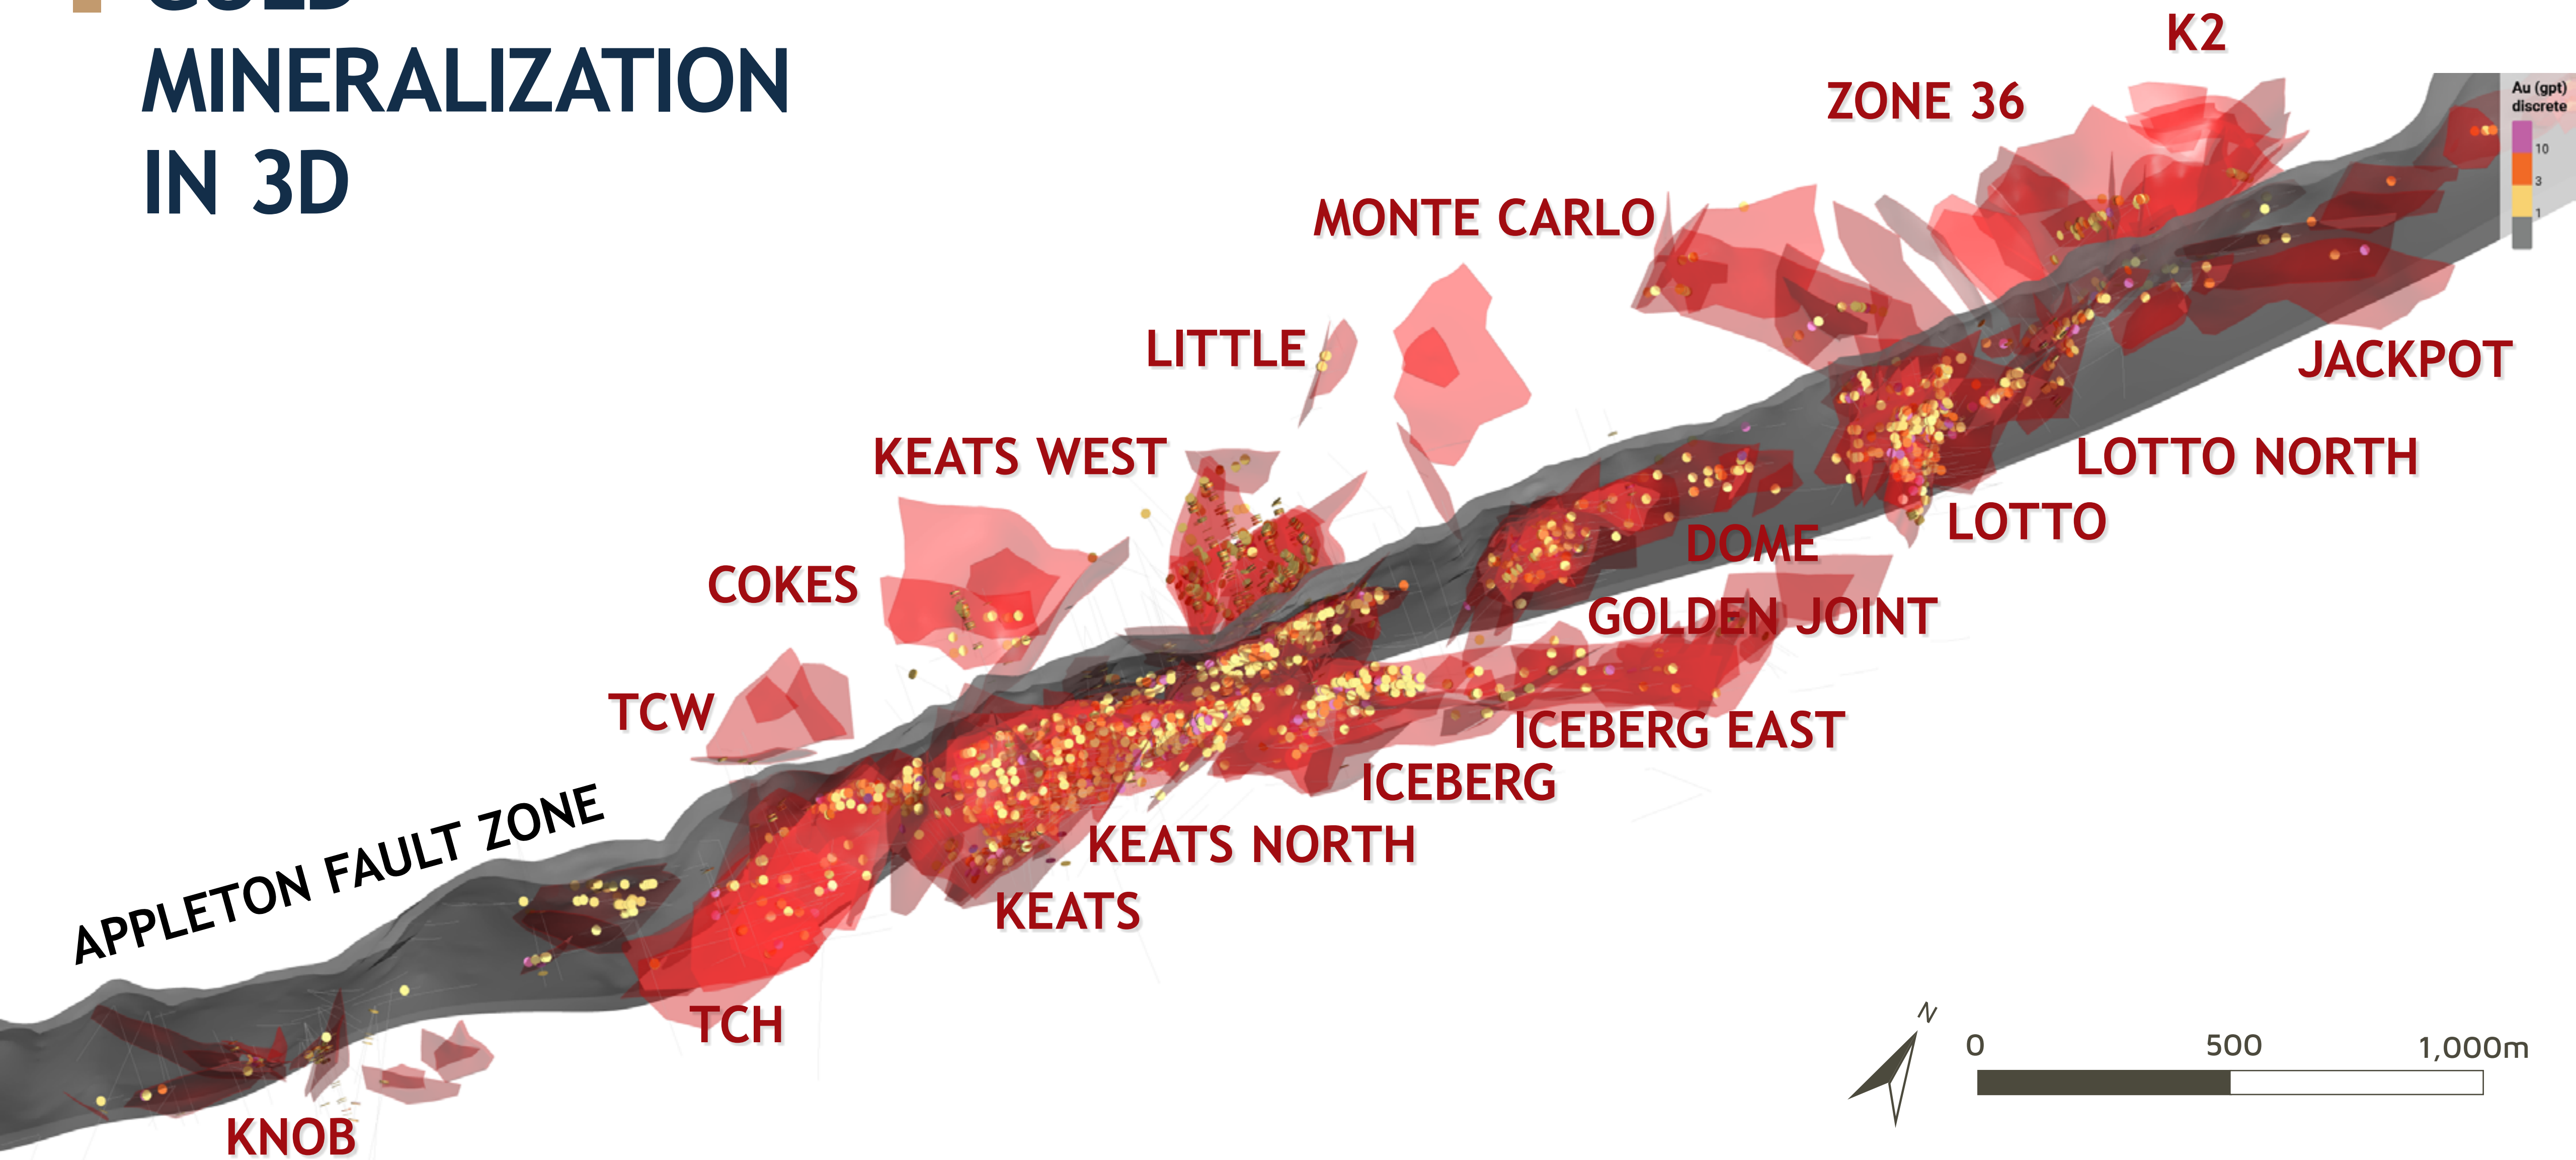 GOLD
MINERALIZATION
IN 3D
K2
ZONE 36
MONTE CARLO
LITTLE
KEATS WEST
COKES
TCW
APPLETON FAULT ZONE
KNOB
TCH
KEATS
KEATS NORTH
ICEBERG
ICEBERG EAST
GOLDEN JOINT
DOME
LOTTO
LOTTO NORTH
JACKPOT
Au (gpt)
discrete
10
3
1
N
0 500 1,000m